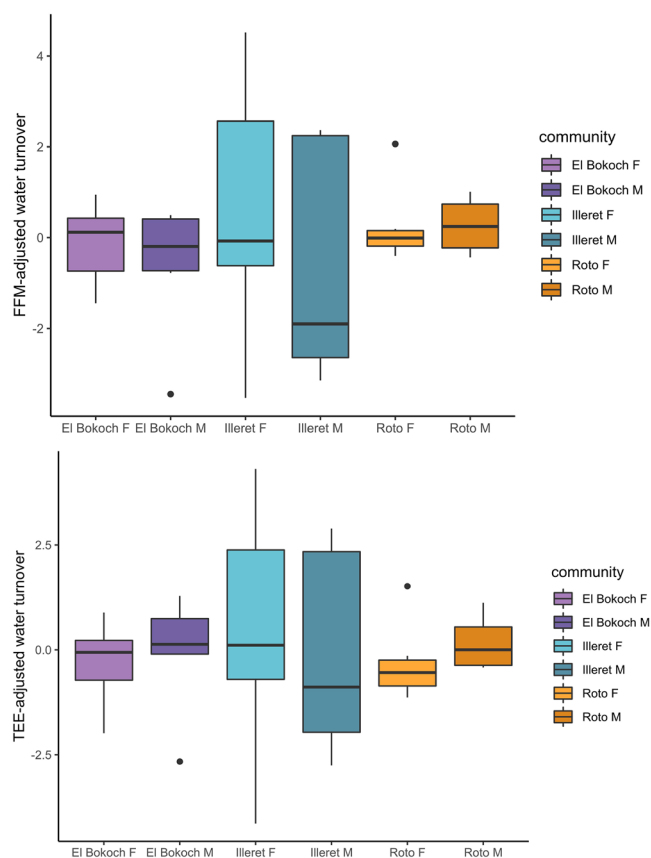 FFM-adjusted water turnover
4
2
0
-2
El Bokoch F El Bokoch M Illeret F Illeret M Roto F Roto M
community
El Bokoch F
El Bokoch M
Illeret F
Illeret M
Roto F
Roto M
TEE-adjusted water turnover
2.5
0.0
-2.5
El Bokoch F El Bokoch M Illeret F Illeret M Roto F Roto M
community
El Bokoch F
El Bokoch M
Illeret F
Illeret M
Roto F
Roto M